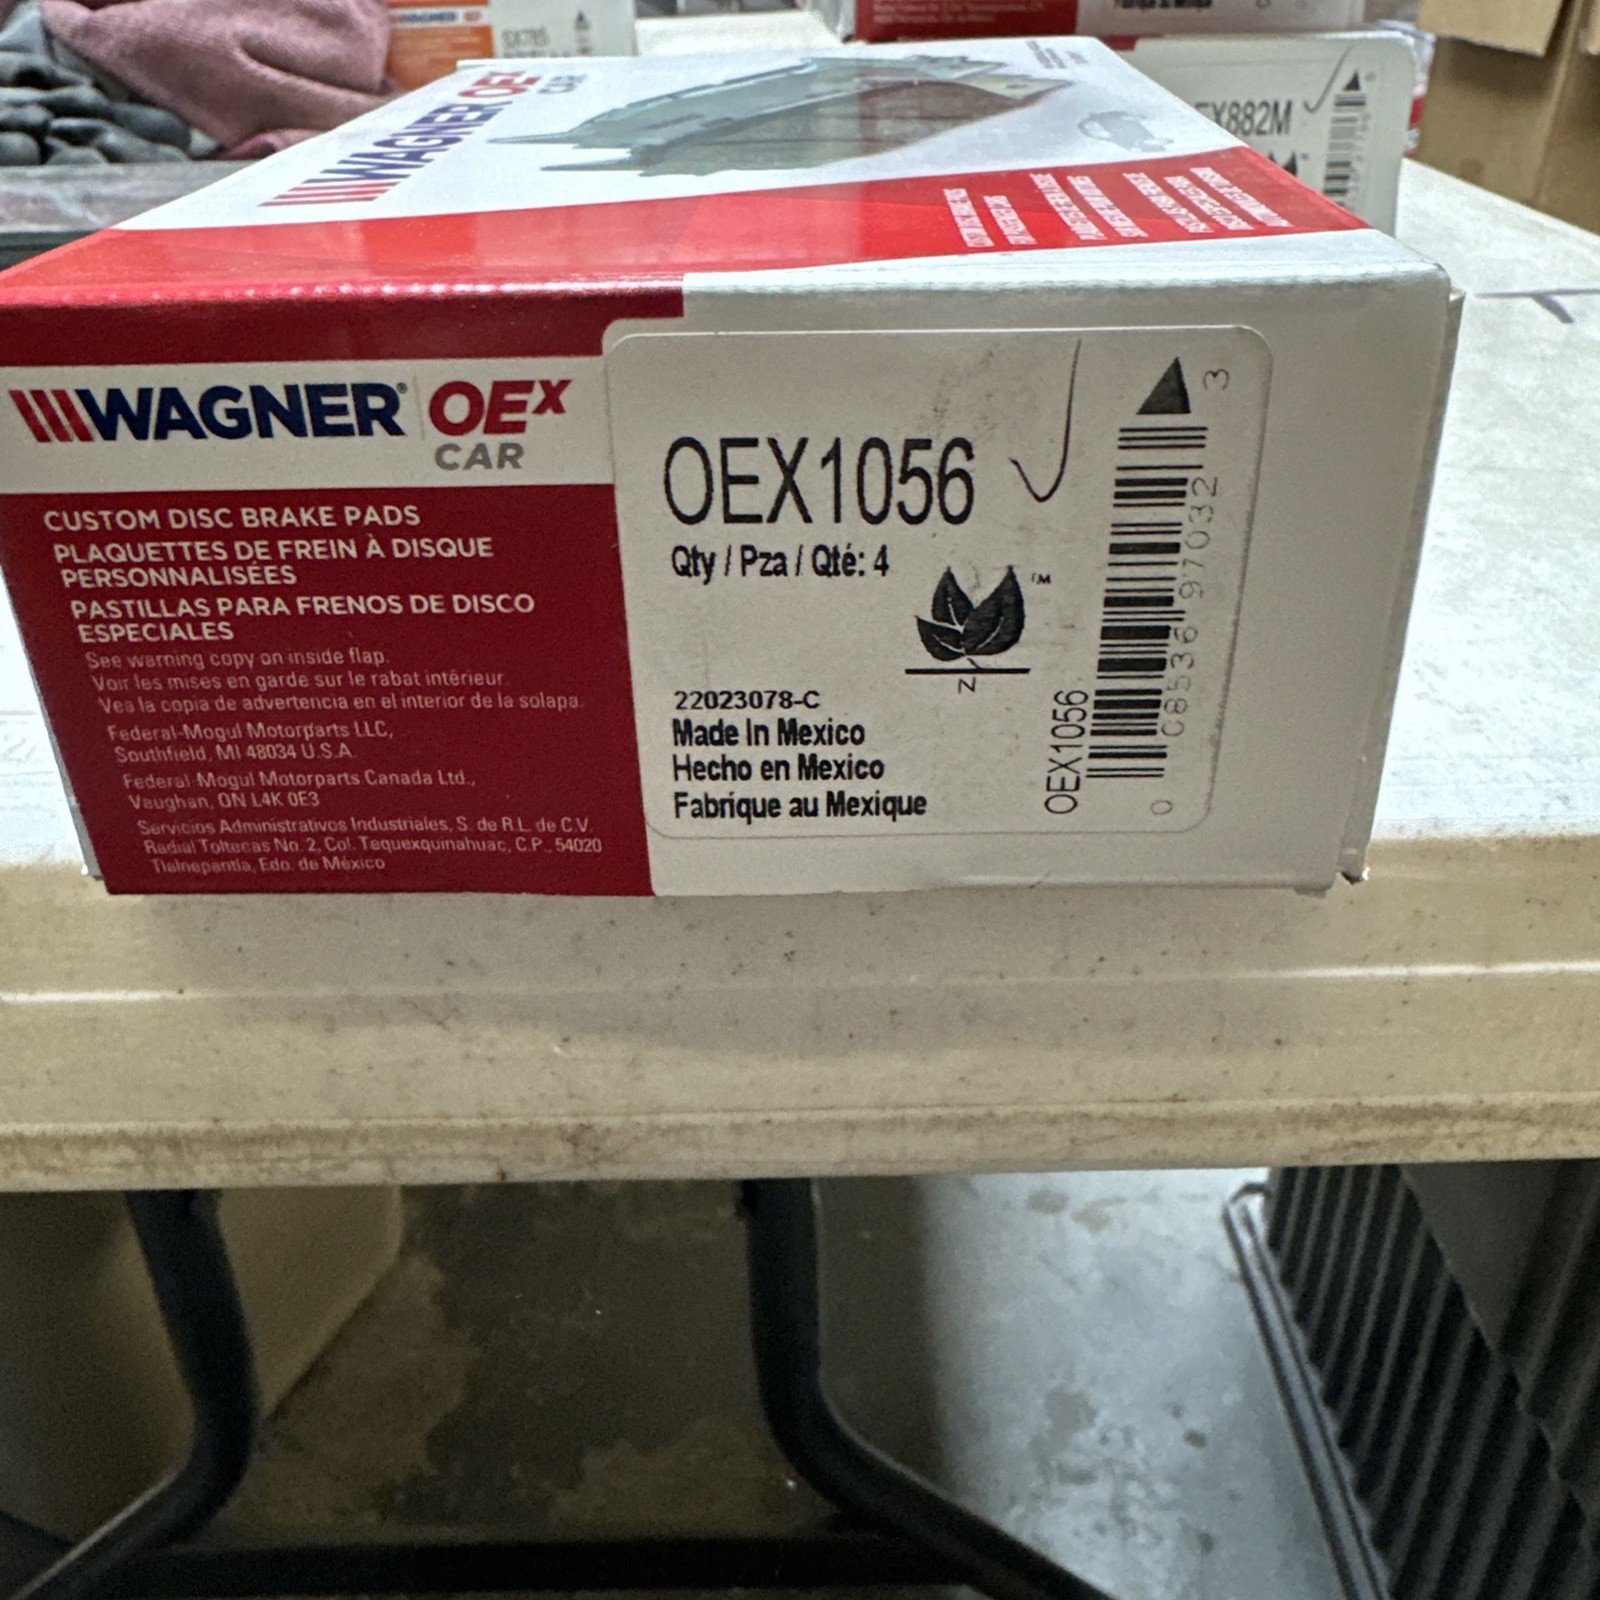 WAGNER
SX785
WAGNER OEX
CAR
EX882M
WAGNER® OEX
CAR
CUSTOM DISC BRAKE PADS
PLAQUETTES DE FREIN À DISQUE
PERSONNALISÉES
PASTILLAS PARA FRENOS DE DISCO
ESPECIALES
See warning copy on inside flap.
Voir les mises en garde sur le rabat intérieur.
Vea la copia de advertencia en el interior de la solapa.
Federal-Mogul Motorparts LLC,
Southfield, MI 48034 U.S.A.
Federal-Mogul Motorparts Canada Ltd.,
Vaughan, ON L4K 0E3
Servicios Administrativos Industriales, S. de R.L. de C.V.
Radial Toltecas No. 2, Col. Tequexquinahuac, C.P., 54020
Tlalnepantla, Edo. de México
OEX1056
Qty / Pza / Qté: 4
TM
N
22023078-C
Made In Mexico
Hecho en Mexico
Fabrique au Mexique
OEX1056
0 08536 97032 3